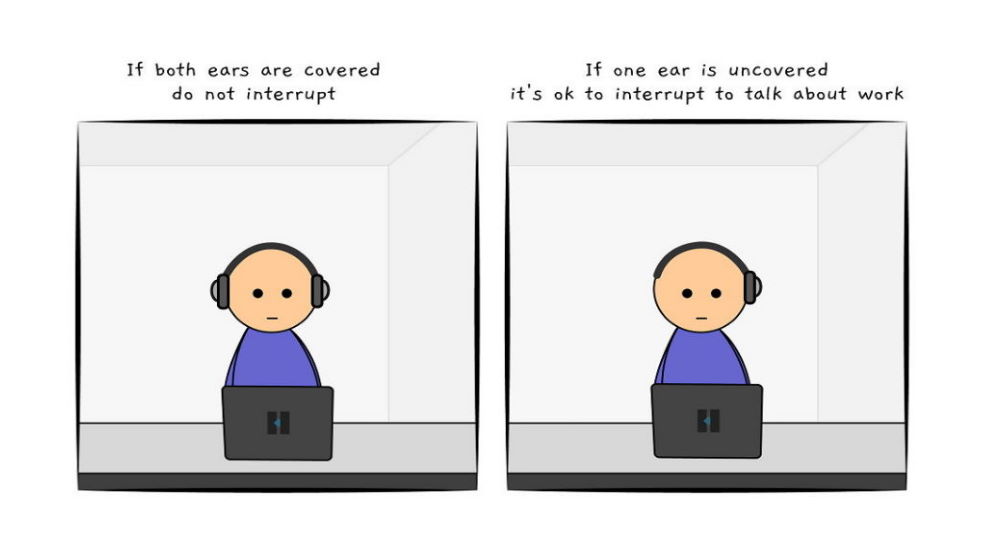 If both ears are covered
do not interrupt
If one ear is uncovered
it's ok to interrupt to talk about work